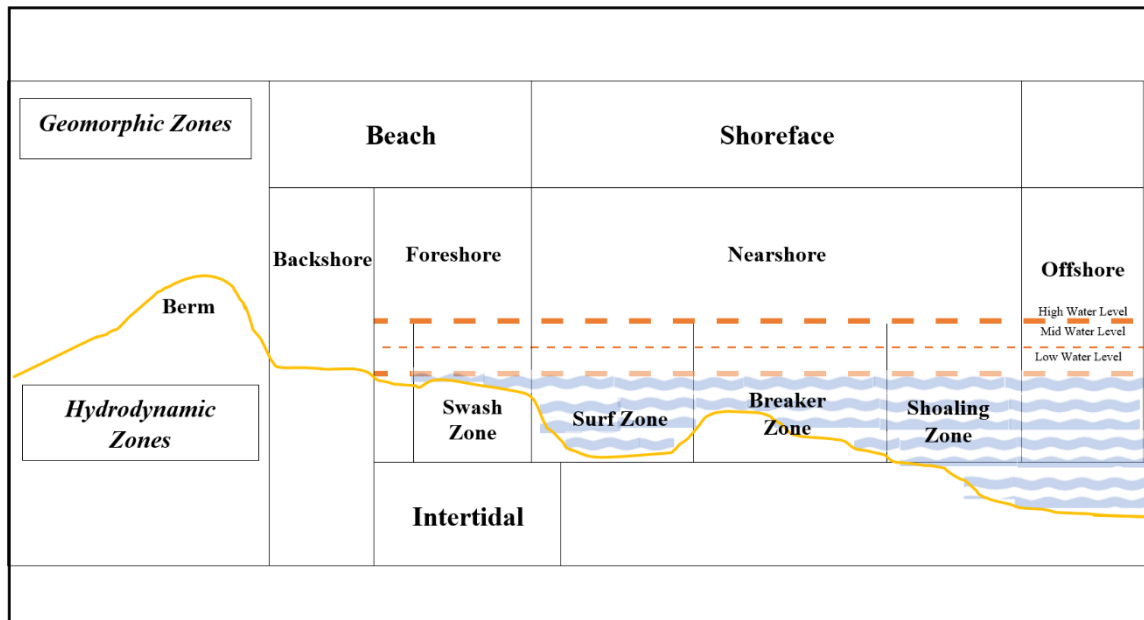 Geomorphic Zones
Beach
Shoreface
Backshore
Foreshore
Nearshore
Offshore
Berm
High Water Level
Mid Water Level
Low Water Level
Hydrodynamic
Zones
Swash
Zone
Surf Zone
Breaker
Zone
Shoaling
Zone
Intertidal